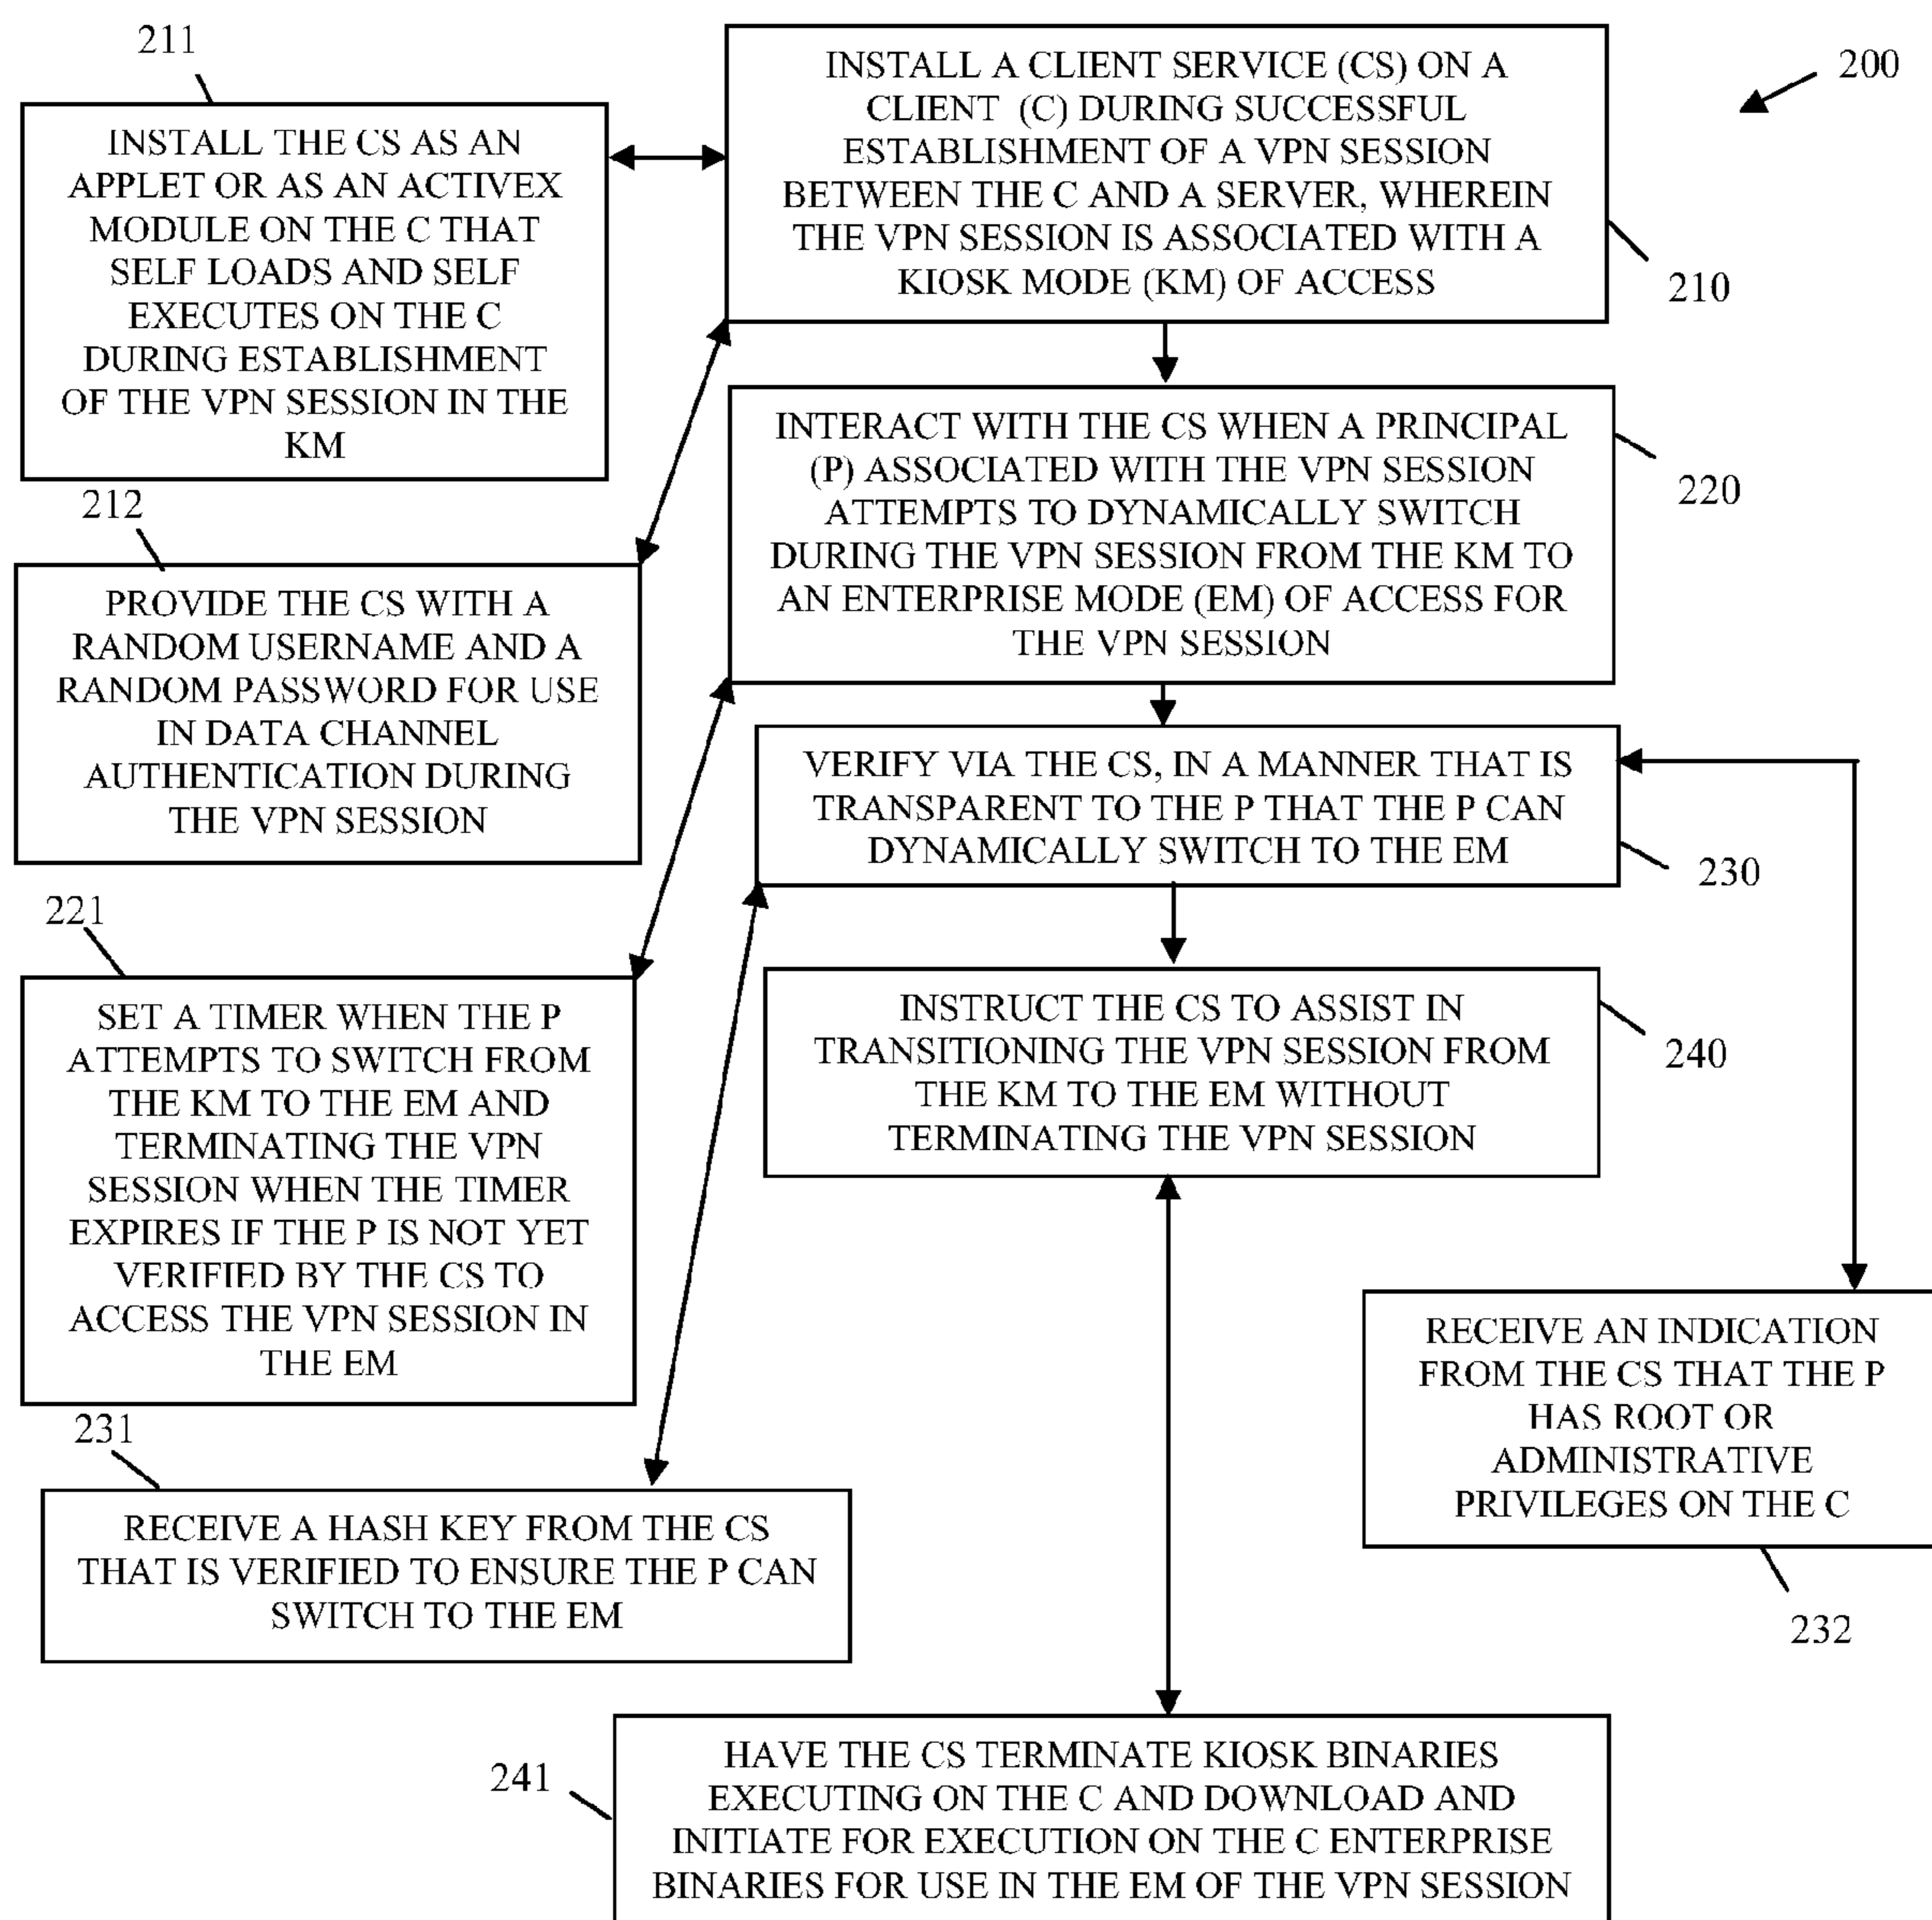 200
211
INSTALL A CLIENT SERVICE (CS) ON A
CLIENT (C) DURING SUCCESSFUL
ESTABLISHMENT OF A VPN SESSION
BETWEEN THE C AND A SERVER, WHEREIN
THE VPN SESSION IS ASSOCIATED WITH A
KIOSK MODE (KM) OF ACCESS
210
INSTALL THE CS AS AN
APPLET OR AS AN ACTIVEX
MODULE ON THE C THAT
SELF LOADS AND SELF
EXECUTES ON THE C
DURING ESTABLISHMENT
OF THE VPN SESSION IN THE
KM
212
PROVIDE THE CS WITH A
RANDOM USERNAME AND A
RANDOM PASSWORD FOR USE
IN DATA CHANNEL
AUTHENTICATION DURING
THE VPN SESSION
INTERACT WITH THE CS WHEN A PRINCIPAL
(P) ASSOCIATED WITH THE VPN SESSION
ATTEMPTS TO DYNAMICALLY SWITCH
DURING THE VPN SESSION FROM THE KM TO
AN ENTERPRISE MODE (EM) OF ACCESS FOR
THE VPN SESSION
220
221
SET A TIMER WHEN THE P
ATTEMPTS TO SWITCH FROM
THE KM TO THE EM AND
TERMINATING THE VPN
SESSION WHEN THE TIMER
EXPIRES IF THE P IS NOT YET
VERIFIED BY THE CS TO
ACCESS THE VPN SESSION IN
THE EM
VERIFY VIA THE CS, IN A MANNER THAT IS
TRANSPARENT TO THE P THAT THE P CAN
DYNAMICALLY SWITCH TO THE EM
230
231
RECEIVE A HASH KEY FROM THE CS
THAT IS VERIFIED TO ENSURE THE P CAN
SWITCH TO THE EM
INSTRUCT THE CS TO ASSIST IN
TRANSITIONING THE VPN SESSION FROM
THE KM TO THE EM WITHOUT
TERMINATING THE VPN SESSION
240
RECEIVE AN INDICATION
FROM THE CS THAT THE P
HAS ROOT OR
ADMINISTRATIVE
PRIVILEGES ON THE C
232
241
HAVE THE CS TERMINATE KIOSK BINARIES
EXECUTING ON THE C AND DOWNLOAD AND
INITIATE FOR EXECUTION ON THE C ENTERPRISE
BINARIES FOR USE IN THE EM OF THE VPN SESSION